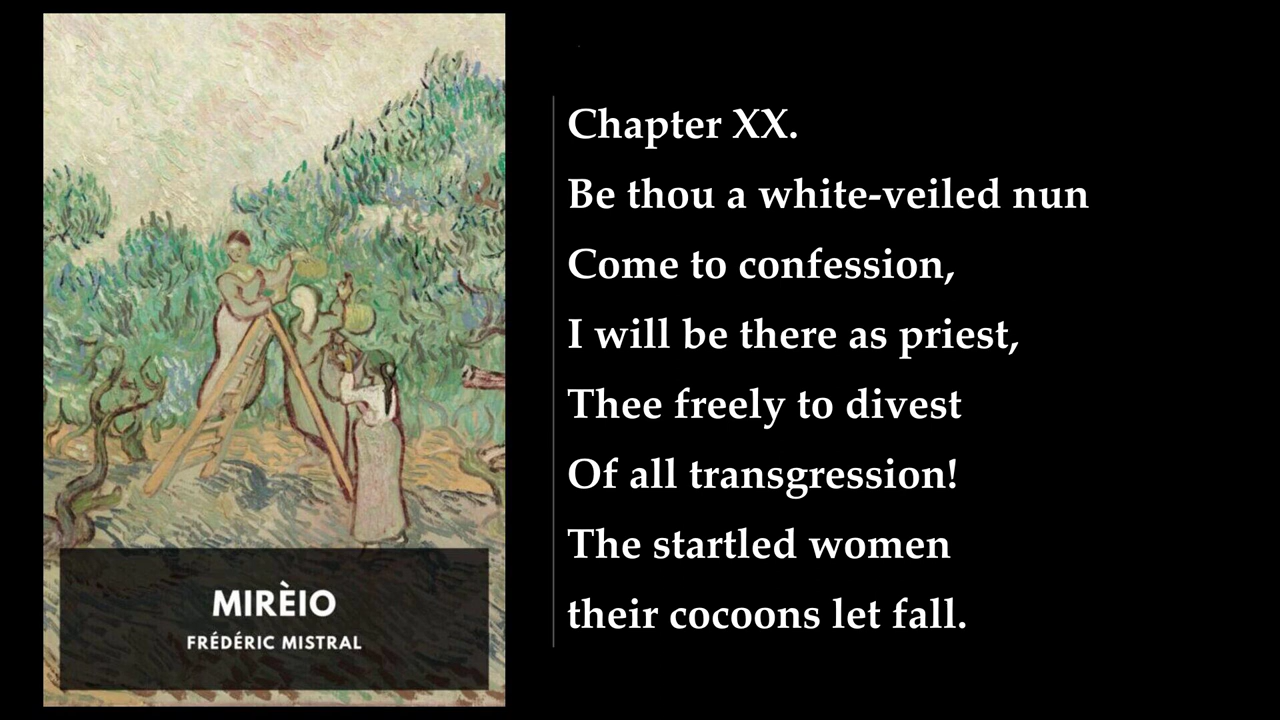 MIRÈIO
FRÉDÉRIC MISTRAL
Chapter XX.
Be thou a white-veiled nun
Come to confession,
I will be there as priest,
Thee freely to divest
Of all transgression!
The startled women
their cocoons let fall.